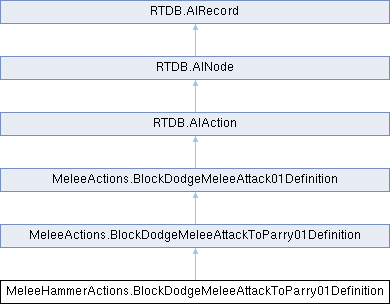 RTDB.AIRecord
RTDB.AINode
RTDB.AIAction
MeleeActions.BlockDodgeMeleeAttack01Definition
MeleeActions.BlockDodgeMeleeAttackToParry01Definition
MeleeHammerActions.BlockDodgeMeleeAttackToParry01Definition